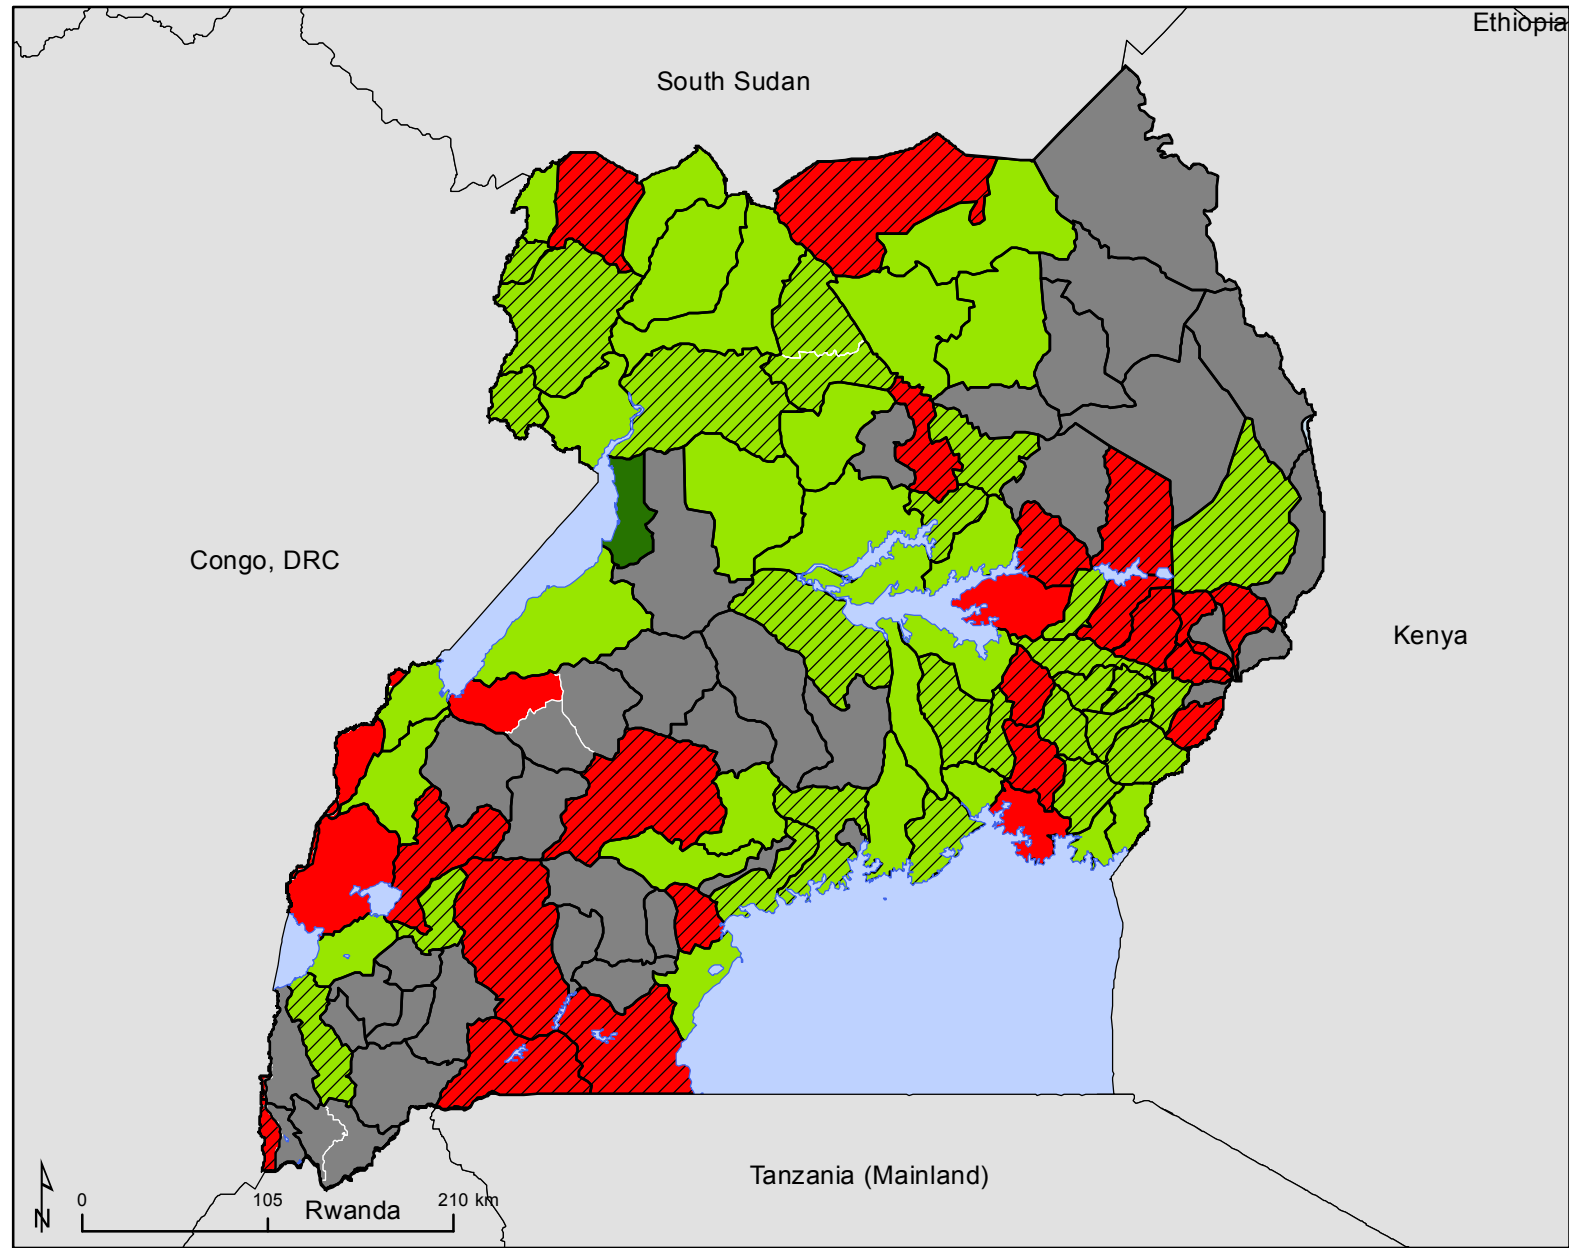 Ethiopia
South Sudan
Congo, DRC
Kenya
Tanzania (Mainland)
N
0 105 210 km
Rwanda